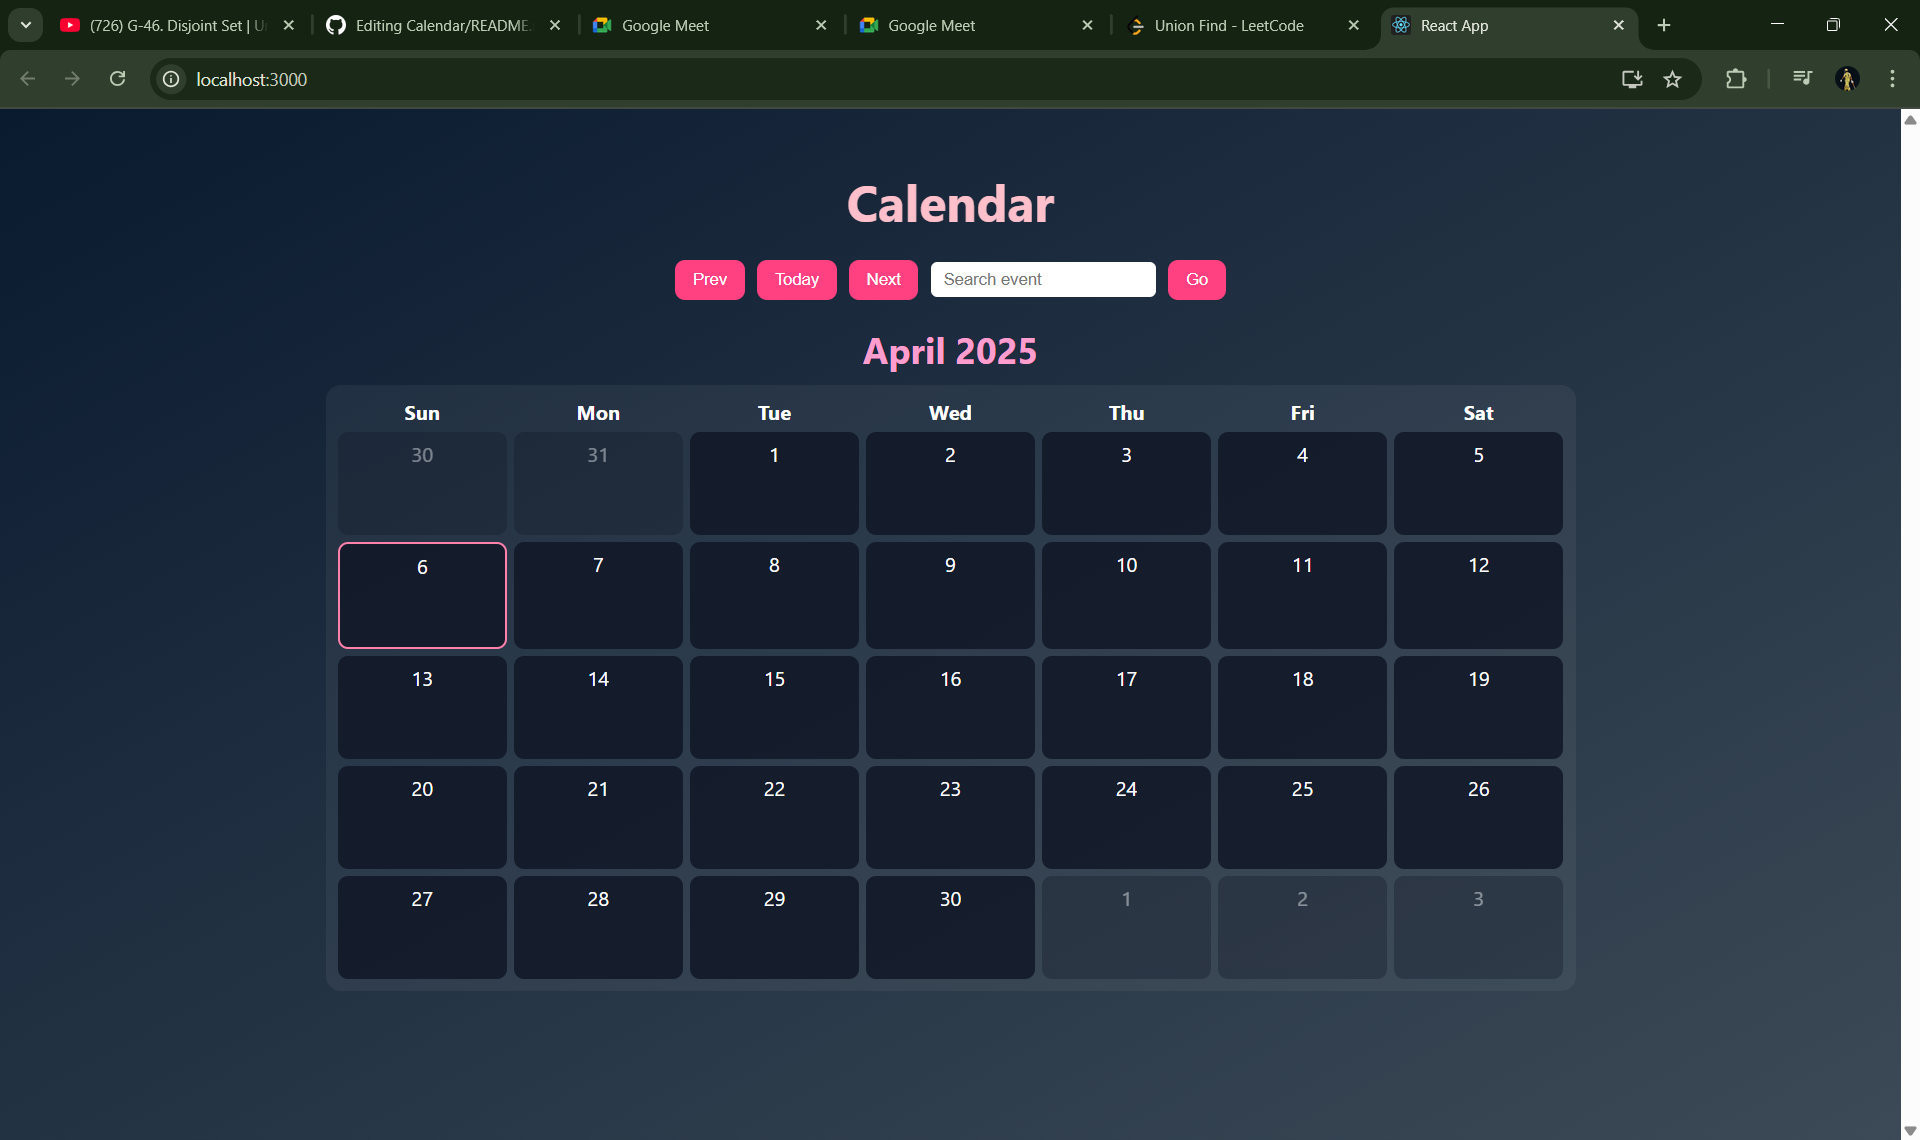 (726) G-46. Disjoint Set | U
Editing Calendar/README.
Google Meet
Google Meet
Union Find - LeetCode
React App
localhost:3000
Calendar
Prev Today Next Search event Go
April 2025
Sun Mon Tue Wed Thu Fri Sat
30 31 1 2 3 4 5
6 7 8 9 10 11 12
13 14 15 16 17 18 19
20 21 22 23 24 25 26
27 28 29 30 1 2 3